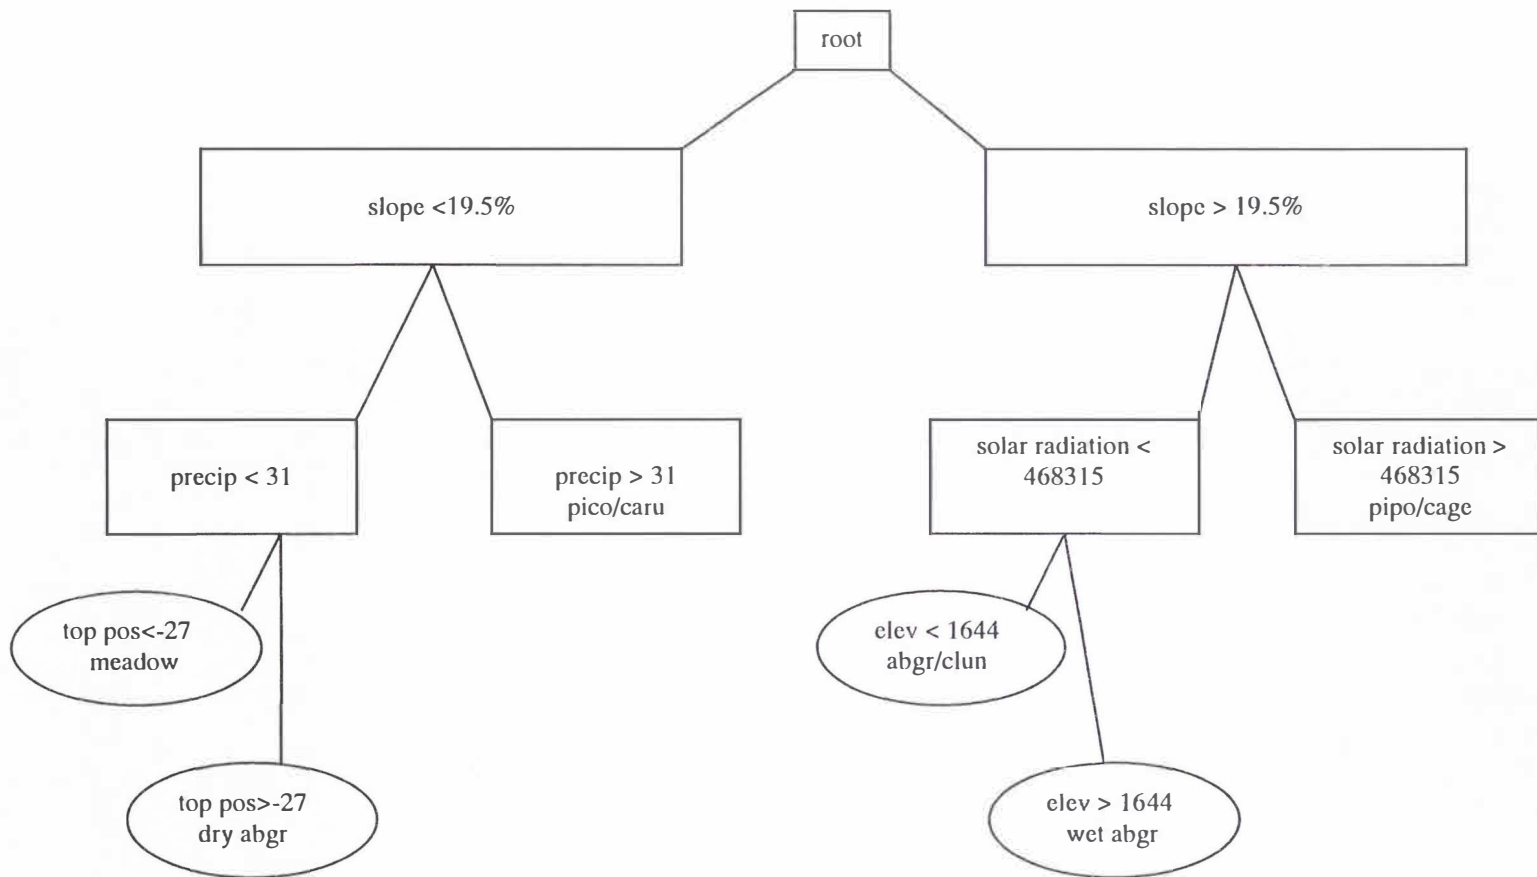 root
slope <19.5%
slope > 19.5%
precip < 31
precip > 31
pico/caru
solar radiation <
468315
solar radiation >
468315
pipo/cage
top pos<-27
meadow
elev < 1644
abgr/clun
top pos>-27
dry abgr
elev > 1644
wet abgr